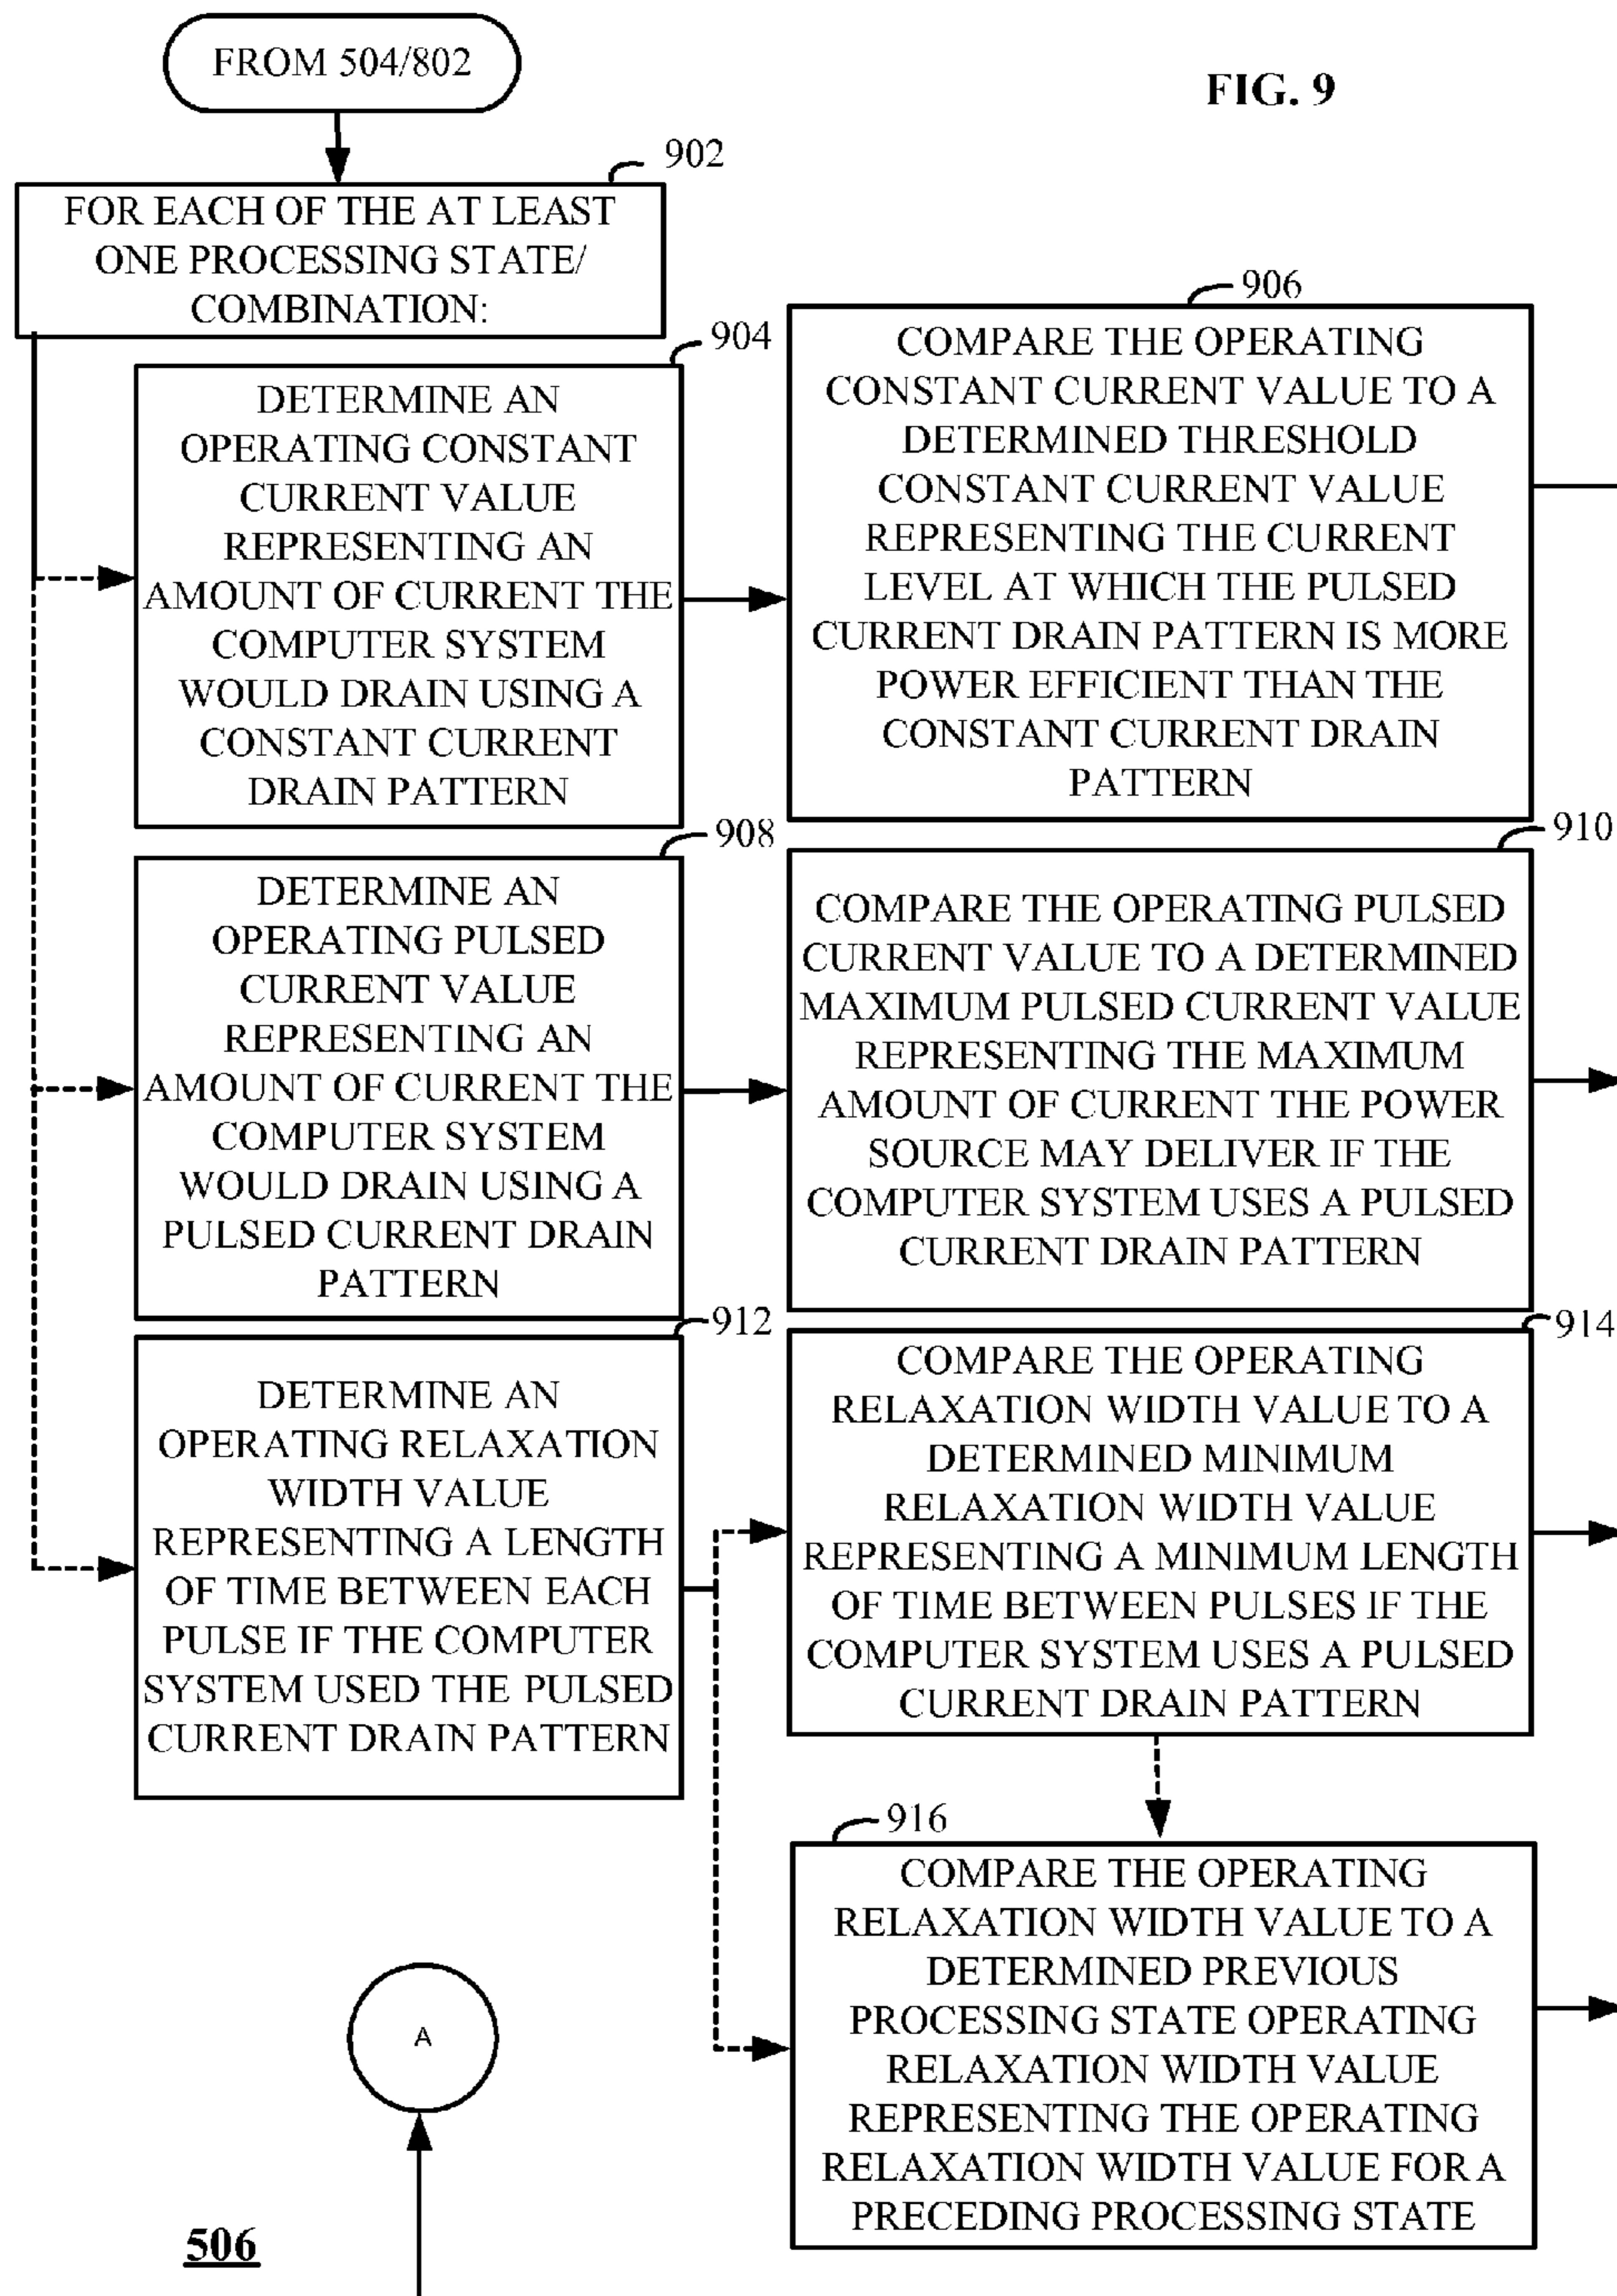 FROM 504/802
FIG. 9
902
FOR EACH OF THE AT LEAST
ONE PROCESSING STATE/
COMBINATION:
904
DETERMINE AN
OPERATING CONSTANT
CURRENT VALUE
REPRESENTING AN
AMOUNT OF CURRENT THE
COMPUTER SYSTEM
WOULD DRAIN USING A
CONSTANT CURRENT
DRAIN PATTERN
906
COMPARE THE OPERATING
CONSTANT CURRENT VALUE TO A
DETERMINED THRESHOLD
CONSTANT CURRENT VALUE
REPRESENTING THE CURRENT
LEVEL AT WHICH THE PULSED
CURRENT DRAIN PATTERN IS MORE
POWER EFFICIENT THAN THE
CONSTANT CURRENT DRAIN
PATTERN
908
DETERMINE AN
OPERATING PULSED
CURRENT VALUE
REPRESENTING AN
AMOUNT OF CURRENT THE
COMPUTER SYSTEM
WOULD DRAIN USING A
PULSED CURRENT DRAIN
PATTERN
910
COMPARE THE OPERATING PULSED
CURRENT VALUE TO A DETERMINED
MAXIMUM PULSED CURRENT VALUE
REPRESENTING THE MAXIMUM
AMOUNT OF CURRENT THE POWER
SOURCE MAY DELIVER IF THE
COMPUTER SYSTEM USES A PULSED
CURRENT DRAIN PATTERN
912
DETERMINE AN
OPERATING RELAXATION
WIDTH VALUE
REPRESENTING A LENGTH
OF TIME BETWEEN EACH
PULSE IF THE COMPUTER
SYSTEM USED THE PULSED
CURRENT DRAIN PATTERN
914
COMPARE THE OPERATING
RELAXATION WIDTH VALUE TO A
DETERMINED MINIMUM
RELAXATION WIDTH VALUE
REPRESENTING A MINIMUM LENGTH
OF TIME BETWEEN PULSES IF THE
COMPUTER SYSTEM USES A PULSED
CURRENT DRAIN PATTERN
916
COMPARE THE OPERATING
RELAXATION WIDTH VALUE TO A
DETERMINED PREVIOUS
PROCESSING STATE OPERATING
RELAXATION WIDTH VALUE
REPRESENTING THE OPERATING
RELAXATION WIDTH VALUE FOR A
PRECEDING PROCESSING STATE
A
506